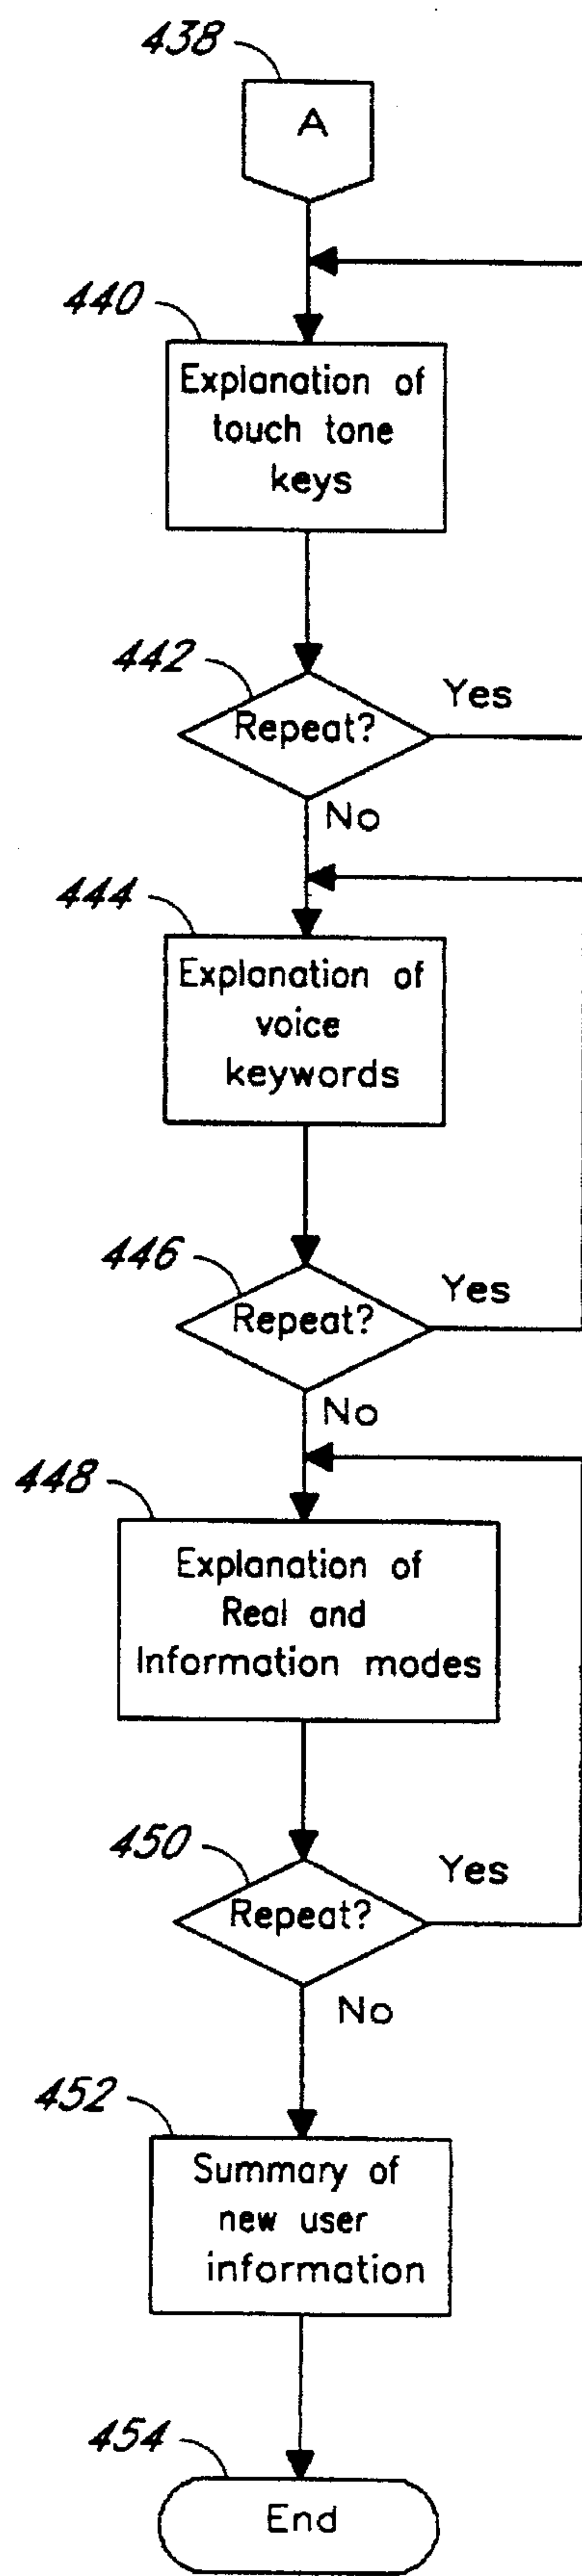 438
A
440
Explanation of
touch tone
keys
442
Repeat?
Yes
No
444
Explanation of
voice
keywords
446
Repeat?
Yes
No
448
Explanation of
Real and
Information modes
450
Repeat?
Yes
No
452
Summary of
new user
information
454
End